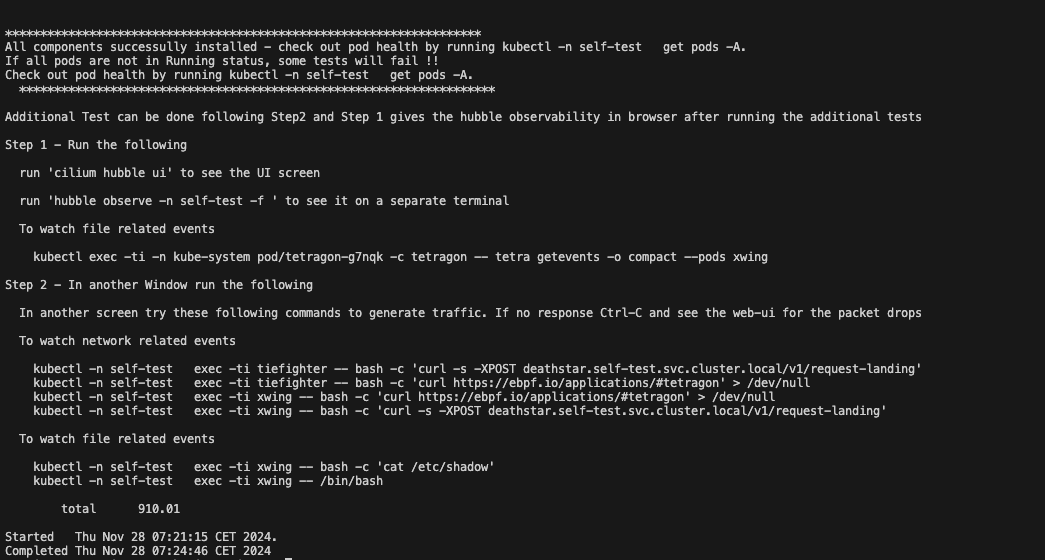 ********************************************************************
All components successully installed - check out pod health by running kubectl -n self-test   get pods -A.
If all pods are not in Running status, some tests will fail !!
Check out pod health by running kubectl -n self-test   get pods -A.
  ********************************************************************
Additional Test can be done following Step2 and Step 1 gives the hubble observability in browser after running the additional tests
Step 1 - Run the following
  run 'cilium hubble ui' to see the UI screen
  run 'hubble observe -n self-test -f ' to see it on a separate terminal
  To watch file related events
    kubectl exec -ti -n kube-system pod/tetragon-g7nqk -c tetragon -- tetra getevents -o compact --pods xwing
Step 2 - In another Window run the following
  In another screen try these following commands to generate traffic. If no response Ctrl-C and see the web-ui for the packet drops
  To watch network related events
    kubectl -n self-test   exec -ti tiefighter -- bash -c 'curl -s -XPOST deathstar.self-test.svc.cluster.local/v1/request-landing'
    kubectl -n self-test   exec -ti tiefighter -- bash -c 'curl https://ebpf.io/applications/#tetragon' > /dev/null
    kubectl -n self-test   exec -ti xwing -- bash -c 'curl https://ebpf.io/applications/#tetragon' > /dev/null
    kubectl -n self-test   exec -ti xwing -- bash -c 'curl -s -XPOST deathstar.self-test.svc.cluster.local/v1/request-landing'
  To watch file related events
    kubectl -n self-test   exec -ti xwing -- bash -c 'cat /etc/shadow'
    kubectl -n self-test   exec -ti xwing -- /bin/bash
        total      910.01
Started   Thu Nov 28 07:21:15 CET 2024.
Completed Thu Nov 28 07:24:46 CET 2024